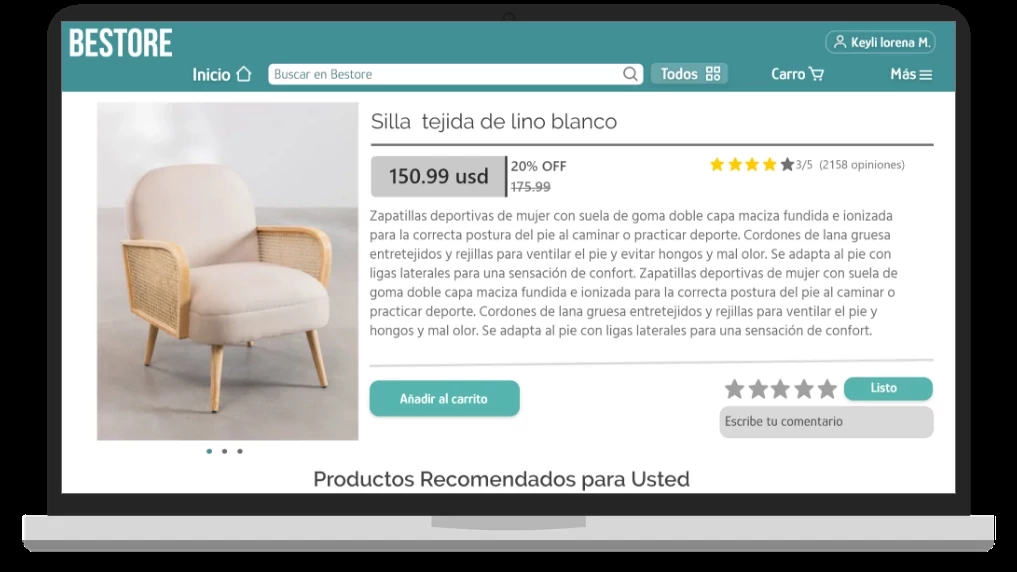 BESTORE
Keyli lorena M.
Inicio
Buscar en Bestore
Todos
Carro
Más
Silla tejida de lino blanco
150.99 usd
20% OFF
175.99
3/5 (2158 opiniones)
Zapatillas deportivas de mujer con suela de goma doble capa maciza fundida e ionizada
para la correcta postura del pie al caminar o practicar deporte. Cordones de lana gruesa
entretejidos y rejillas para ventilar el pie y evitar hongos y mal olor. Se adapta al pie con
ligas laterales para una sensación de confort. Zapatillas deportivas de mujer con suela de
goma doble capa maciza fundida e ionizada para la correcta postura del pie al caminar o
practicar deporte. Cordones de lana gruesa entretejidos y rejillas para ventilar el pie y
hongos y mal olor. Se adapta al pie con ligas laterales para una sensación de confort.
Añadir al carrito
Listo
Escribe tu comentario
Productos Recomendados para Usted